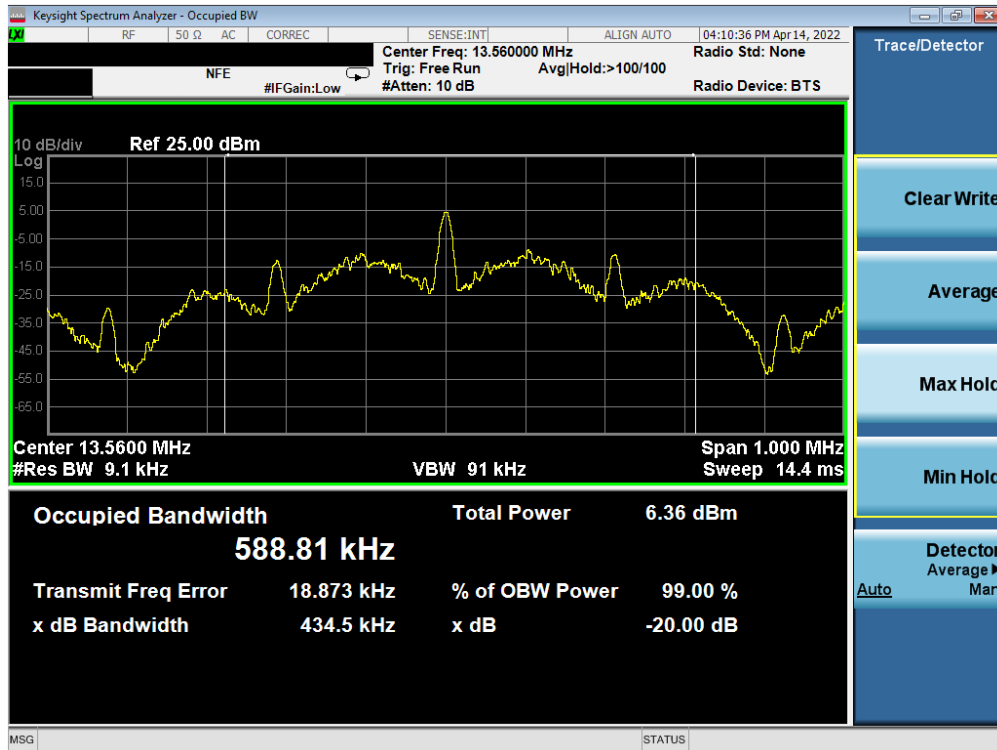 Keysight Spectrum Analyzer - Occupied BW
LXI RF 50 Ω AC CORREC SENSE:INT ALIGN AUTO 04:10:36 PM Apr 14, 2022
Center Freq: 13.560000 MHz Radio Std: None
NFE Trig: Free Run Avg|Hold:>100/100
#IFGain:Low #Atten: 10 dB Radio Device: BTS
10 dB/div Ref 25.00 dBm
Log
15.0
5.00
-5.00
-15.0
-25.0
-35.0
-45.0
-55.0
-65.0
Center 13.5600 MHz Span 1.000 MHz
#Res BW 9.1 kHz VBW 91 kHz Sweep 14.4 ms
Occupied Bandwidth Total Power 6.36 dBm
588.81 kHz
Transmit Freq Error 18.873 kHz % of OBW Power 99.00 %
x dB Bandwidth 434.5 kHz x dB -20.00 dB
MSG STATUS
Trace/Detector
Clear Write
Average
Max Hold
Min Hold
Detector
Average
Auto Man